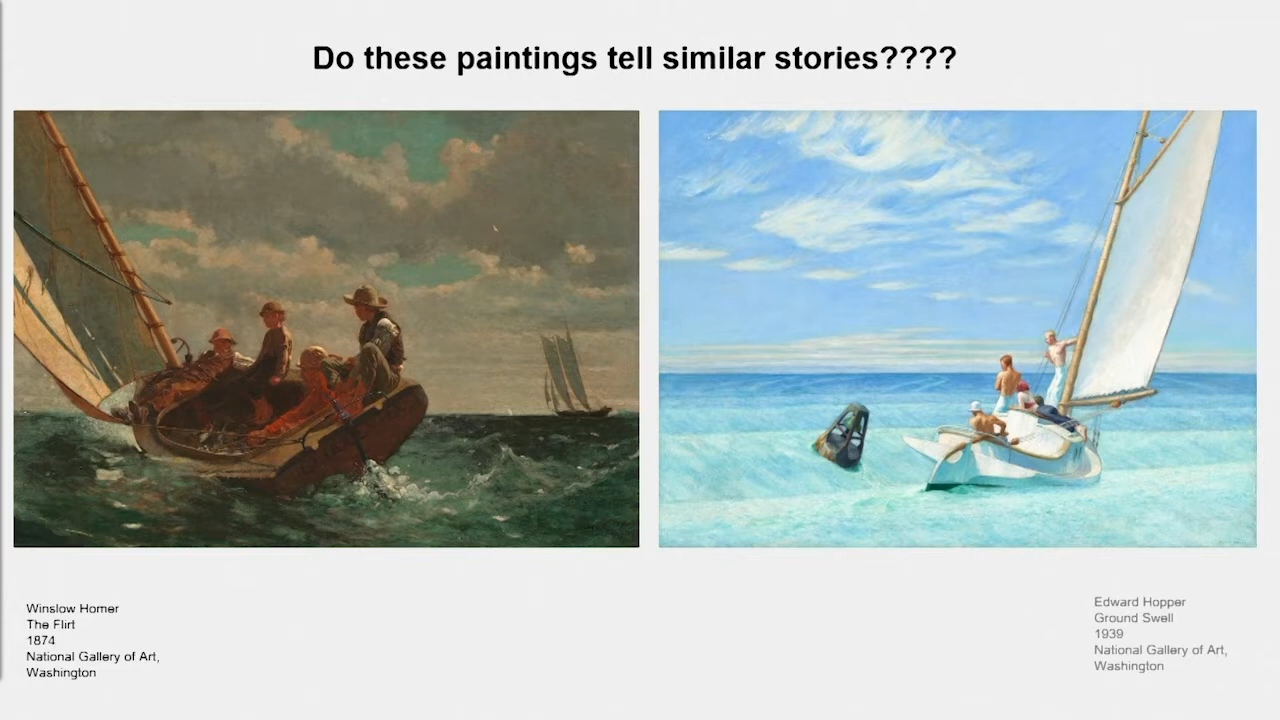 Do these paintings tell similar stories????
Winslow Homer
The Flirt
1874
National Gallery of Art,
Washington
Edward Hopper
Ground Swell
1939
National Gallery of Art,
Washington